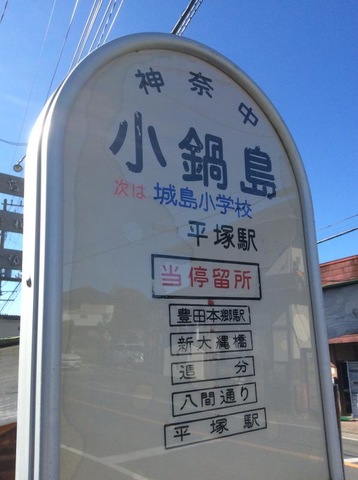 神奈中
小鍋島
次は 城島小学校
平塚駅
当停留所
豊田本郷駅
新大縄橋
追分
八間通り
平塚駅